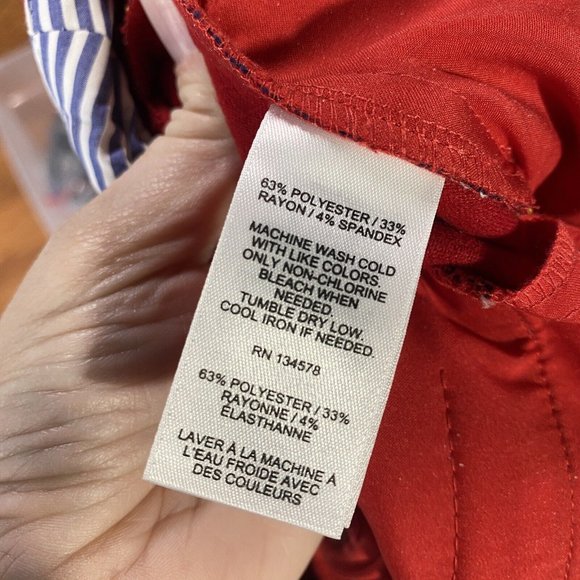 63% POLYESTER / 33%
RAYON / 4% SPANDEX
MACHINE WASH COLD
WITH LIKE COLORS.
ONLY NON-CHLORINE
BLEACH WHEN
NEEDED.
TUMBLE DRY LOW.
COOL IRON IF NEEDED.
RN 134578
63% POLYESTER / 33%
RAYONNE / 4%
ÉLASTHANNE
LAVER À LA MACHINE À
L'EAU FROIDE AVEC
DES COULEURS